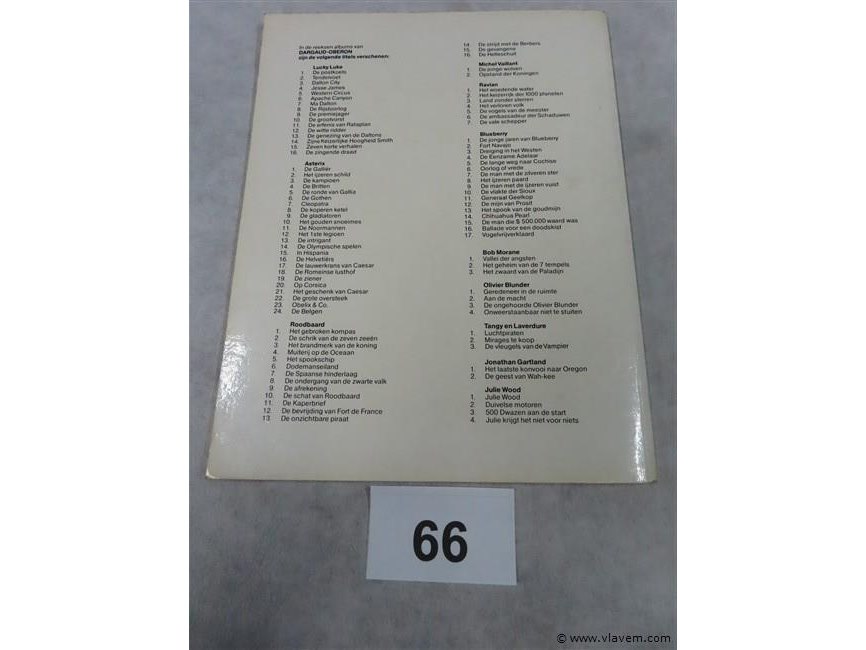 In de reeksen albums van
DARGAUD-OBERON
zijn de volgende titels verschenen:
Lucky Luke
1. De postkoets
2. Tenderfoot
3. Dalton City
4. Jesse James
5. Western Circus
6. Apache Canyon
7. Ma Dalton
8. De Rijstoorlog
9. De premiejager
10. De grootvorst
11. De erfenis van Rataplan
12. De witte ridder
13. De genezing van de Daltons
14. Zijne Keizerlijke Hoogheid Smith
15. Zeven korte verhalen
16. De zingende draad
Asterix
1. De Galliër
2. Het ijzeren schild
3. De kampioen
4. De Britten
5. De ronde van Gallia
6. De Gothen
7. Cleopatra
8. De koperen ketel
9. De gladiatoren
10. Het gouden snoeimes
11. De Noormannen
12. Het 1ste legioen
13. De intrigant
14. De Olympische spelen
15. In Hispania
16. De Helvetiërs
17. De lauwerkrans van Caesar
18. De Romeinse lusthof
19. De ziener
20. Op Corsica
21. Het geschenk van Caesar
22. De grote oversteek
23. Obelix & Co.
24. De Belgen
Roodbaard
1. Het gebroken kompas
2. De schrik van de zeven zeeën
3. Het brandmerk van de koning
4. Muiterij op de Oceaan
5. Het spookschip
6. Dodemanseiland
7. De Spaanse hinderlaag
8. De ondergang van de zwarte valk
9. De afrekening
10. De schat van Roodbaard
11. De Kaperbrief
12. De bevrijding van Fort de France
13. De onzichtbare piraat
14. De strijd met de Berbers
15. De gevangene
16. De Helleschuit
Michel Vaillant
1. De jonge wolven
2. Opstand der Koningen
Ravian
1. Het woedende water
2. Het keizerrijk der 1000 planeten
3. Land zonder sterren
4. Het verloren volk
5. De vogels van de meester
6. De ambassadeur der Schaduwen
7. De vale schepper
Blueberry
1. De jonge jaren van Blueberry
2. Fort Navajo
3. Dreiging in het Westen
4. De Eenzame Adelaar
5. De lange weg naar Cochise
6. Oorlog of vrede
7. De man met de zilveren ster
8. Het ijzeren paard
9. De man met de ijzeren vuist
10. De vlakte der Sioux
11. Generaal Geelkop
12. De mijn van Prosit
13. Het spook van de goudmijn
14. Chihuahua Pearl
15. De man die $ 500.000 waard was
16. Ballade voor een doodskist
17. Vogelvrijverklaard
Bob Morane
1. Vallei der angsten
2. Het geheim van de 7 tempels
3. Het zwaard van de Paladijn
Olivier Blunder
1. Geredeneer in de ruimte
2. Aan de macht
3. De ongehoorde Olivier Blunder
4. Onweerstaanbaar niet te stuiten
Tangy en Laverdure
1. Luchtpiraten
2. Mirages te koop
3. De vleugels van de Vampier
Jonathan Gartland
1. Het laatste konvooi naar Oregon
2. De geest van Wah-kee
Julie Wood
1. Julie Wood
2. Duivelse motoren
3. 500 Dwazen aan de start
4. Julie krijgt het niet voor niets
66
© www.vlavem.com